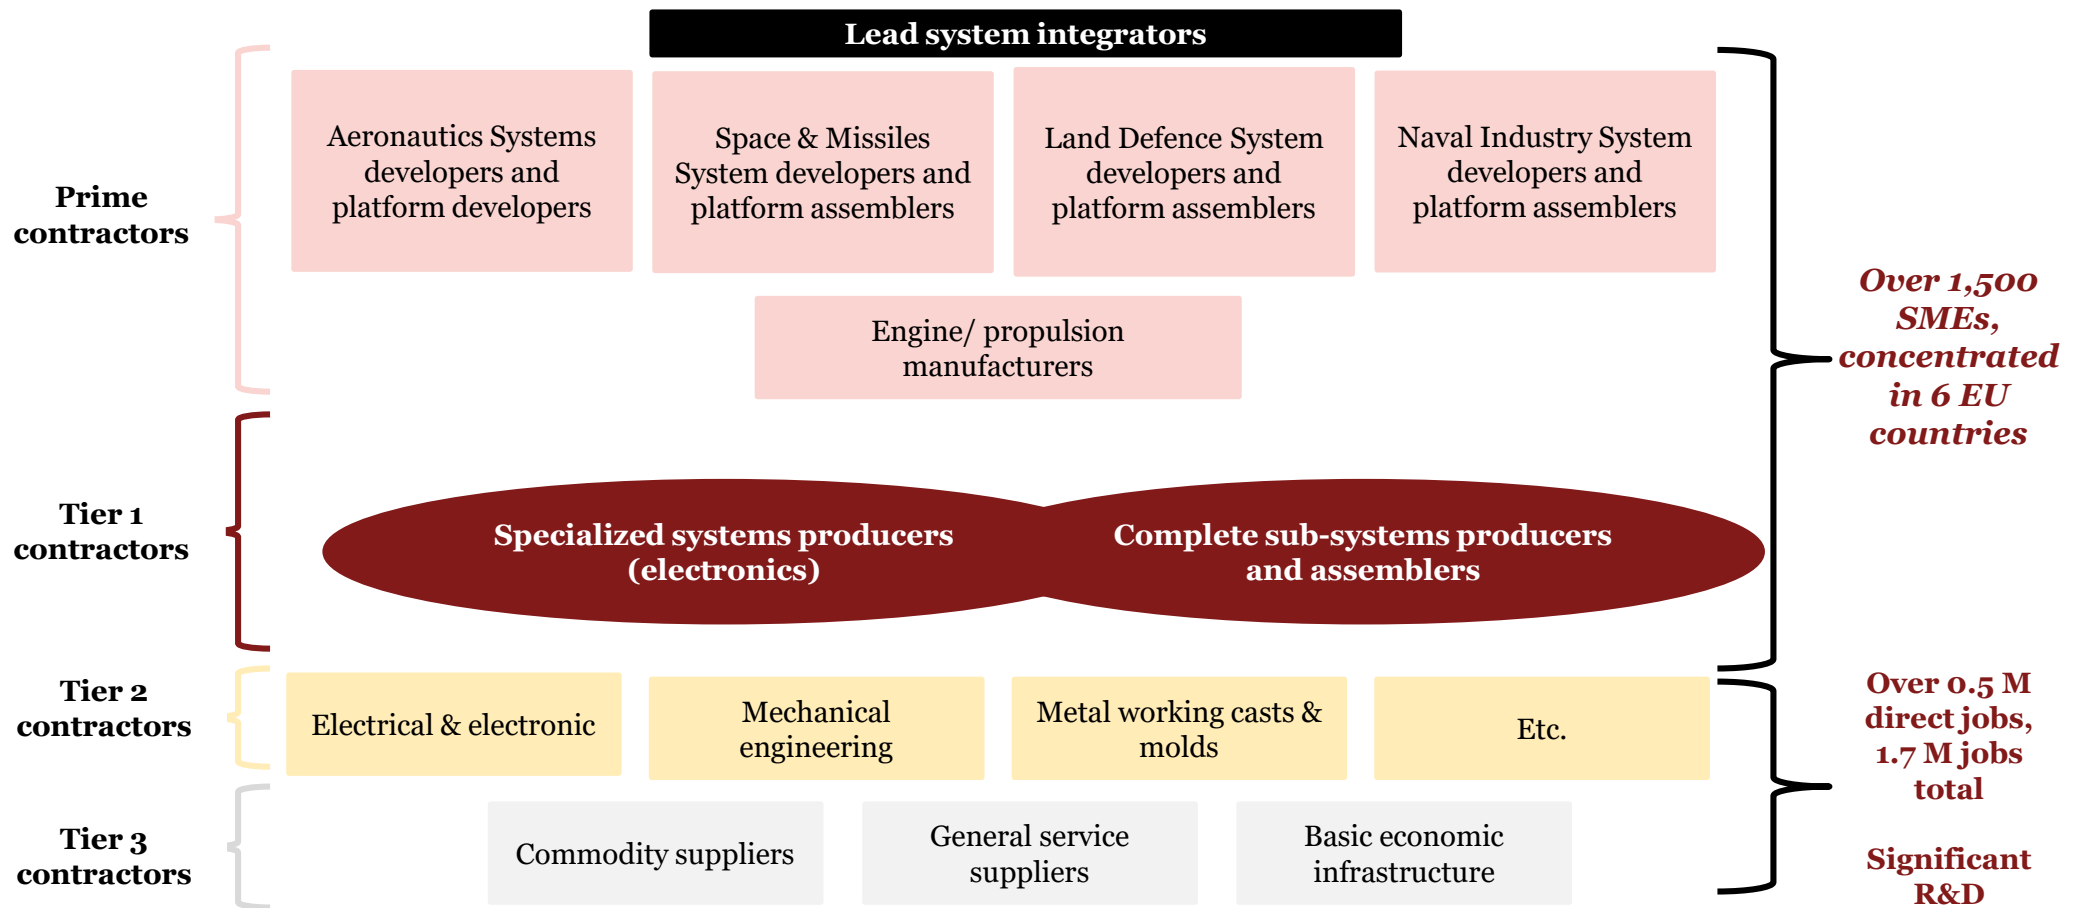 Lead system integrators
Prime
contractors
Aeronautics Systems
developers and
platform developers
Space & Missiles
System developers and
platform assemblers
Land Defence System
developers and
platform assemblers
Naval Industry System
developers and
platform assemblers
Engine/ propulsion
manufacturers
Over 1,500
SMEs,
concentrated
in 6 EU
countries
Tier 1
contractors
Specialized systems producers
(electronics)
Complete sub-systems producers
and assemblers
Tier 2
contractors
Electrical & electronic
Mechanical
engineering
Metal working casts &
molds
Etc.
Over 0.5 M
direct jobs,
1.7 M jobs
total
Tier 3
contractors
Commodity suppliers
General service
suppliers
Basic economic
infrastructure
Significant
R&D